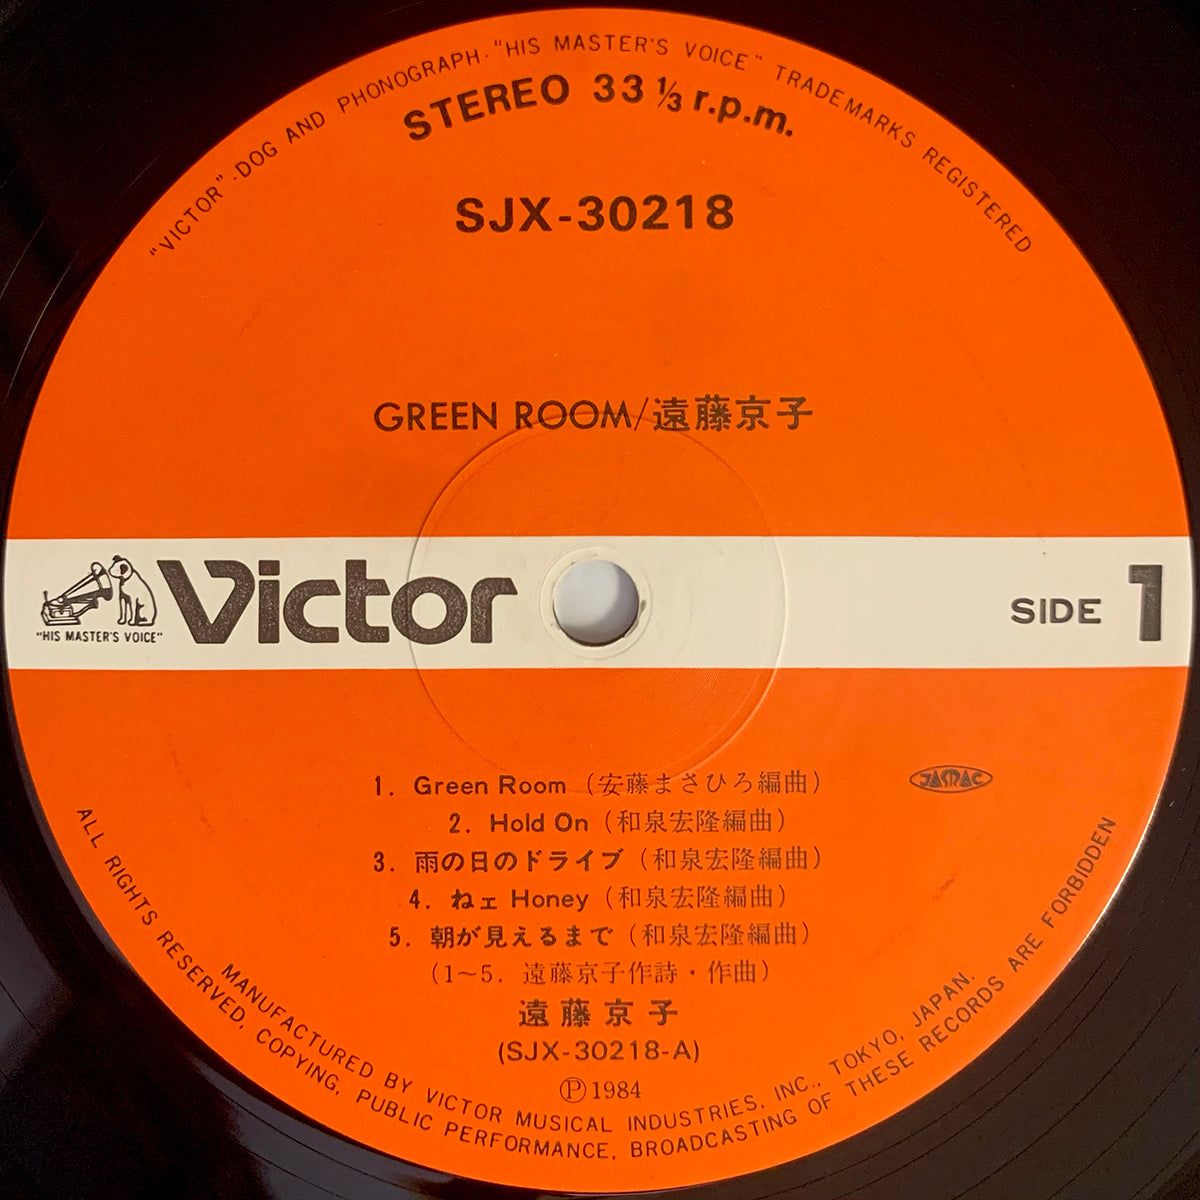 "VICTOR"·DOG AND PHONOGRAPH·"HIS MASTER'S VOICE" TRADEMARKS REGISTERED
STEREO 33 1/3 r.p.m.
SJX-30218
GREEN ROOM/遠藤京子
"HIS MASTER'S VOICE"
Victor
SIDE 1
1. Green Room（安藤まさひろ編曲）
JASRAC
2. Hold On（和泉宏隆編曲）
3. 雨の日のドライブ（和泉宏隆編曲）
4. ねェ Honey（和泉宏隆編曲）
5. 朝が見えるまで（和泉宏隆編曲）
（1～5. 遠藤京子作詩・作曲）
遠藤京子
(SJX-30218-A)
Ⓟ1984
MANUFACTURED BY VICTOR MUSICAL INDUSTRIES, INC., TOKYO, JAPAN.
ALL RIGHTS RESERVED, COPYING, PUBLIC PERFORMANCE, BROADCASTING OF THESE RECORDS ARE FORBIDDEN